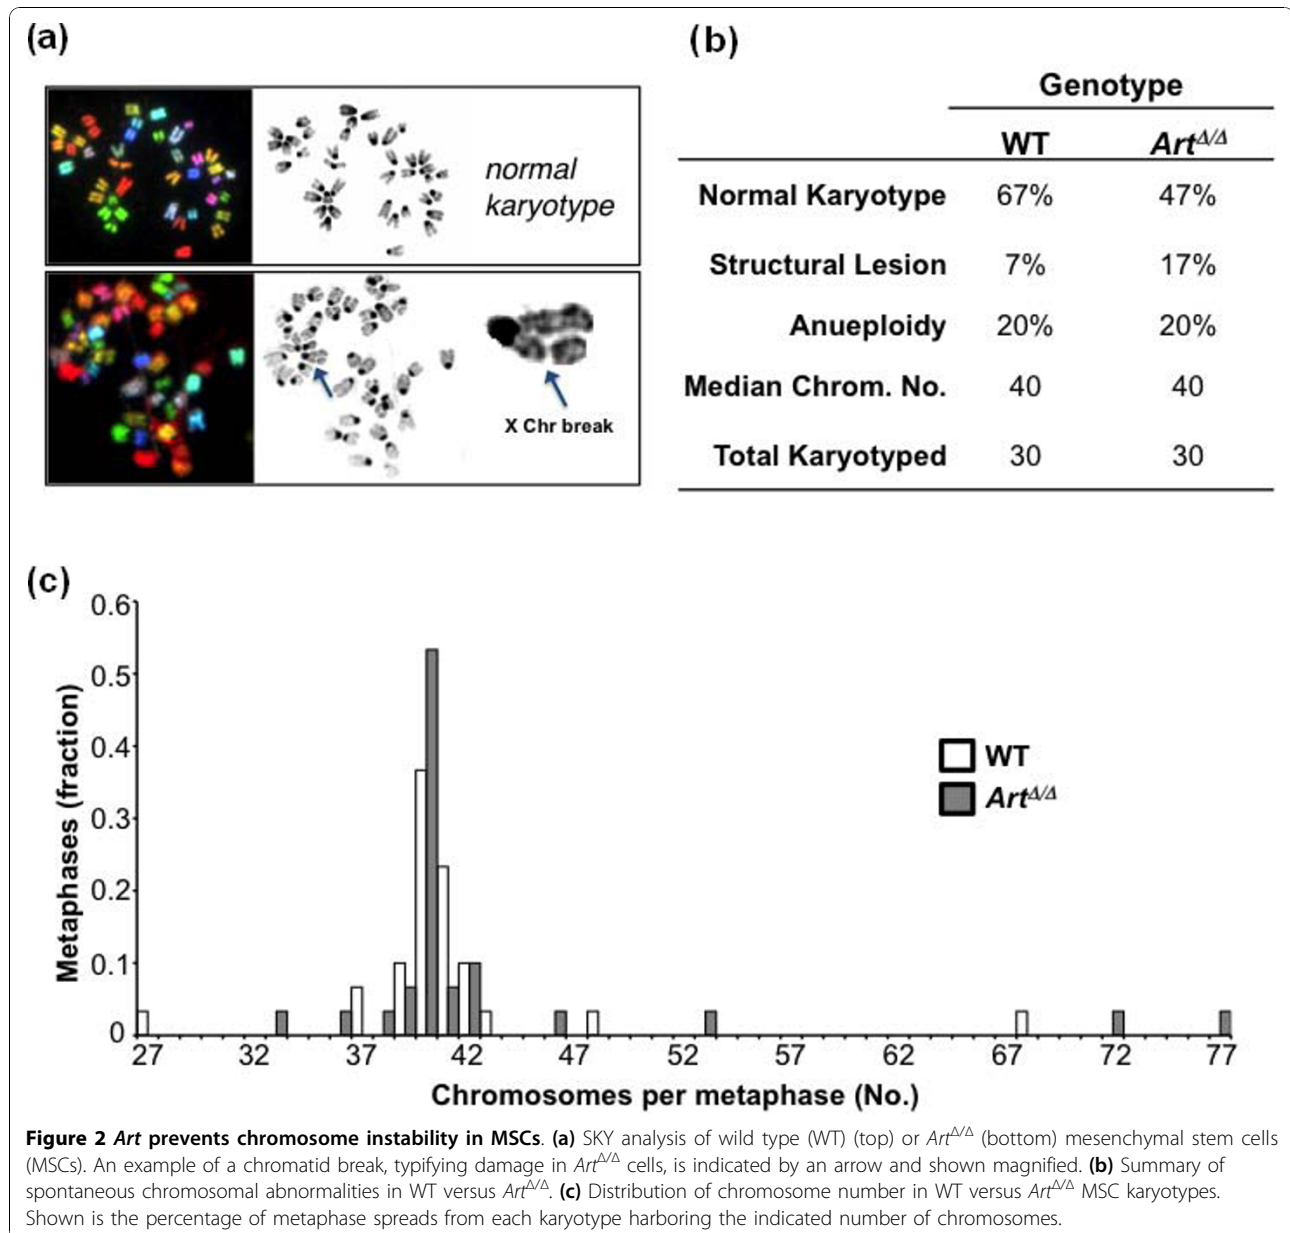 (a)
normal
karyotype
X Chr break
(b)
Genotype
WT Art^Δ/Δ
Normal Karyotype 67% 47%
Structural Lesion 7% 17%
Anueploidy 20% 20%
Median Chrom. No. 40 40
Total Karyotyped 30 30
(c)
0.6
0.5
0.4
0.3
0.2
0.1
0
Metaphases (fraction)
WT
Art^Δ/Δ
27 32 37 42 47 52 57 62 67 72 77
Chromosomes per metaphase (No.)
Figure 2 Art prevents chromosome instability in MSCs. (a) SKY analysis of wild type (WT) (top) or Art^Δ/Δ (bottom) mesenchymal stem cells
(MSCs). An example of a chromatid break, typifying damage in Art^Δ/Δ cells, is indicated by an arrow and shown magnified. (b) Summary of
spontaneous chromosomal abnormalities in WT versus Art^Δ/Δ. (c) Distribution of chromosome number in WT versus Art^Δ/Δ MSC karyotypes.
Shown is the percentage of metaphase spreads from each karyotype harboring the indicated number of chromosomes.